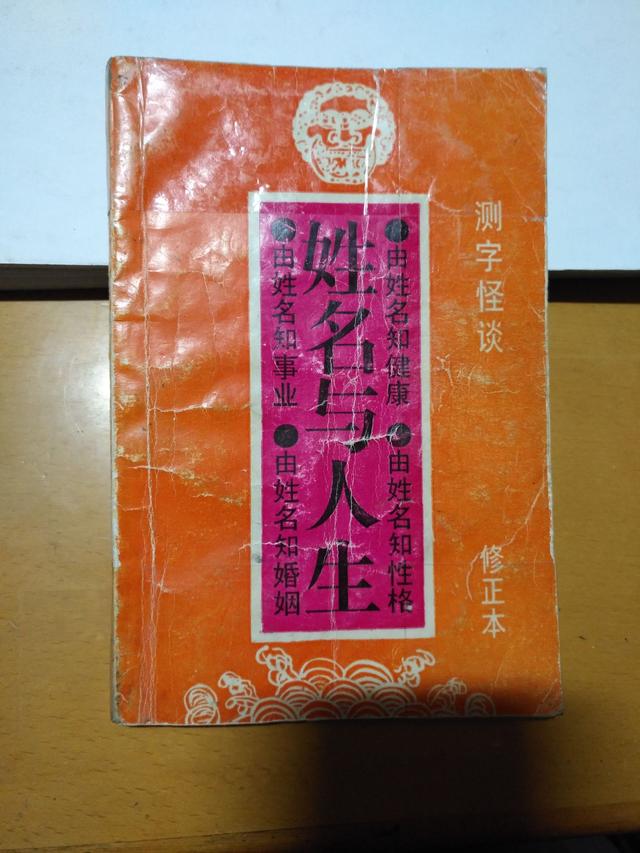 测字怪谈
修正本
●由姓名知健康
●由姓名知性格
姓名与人生
●由姓名知事业
●由姓名知婚姻